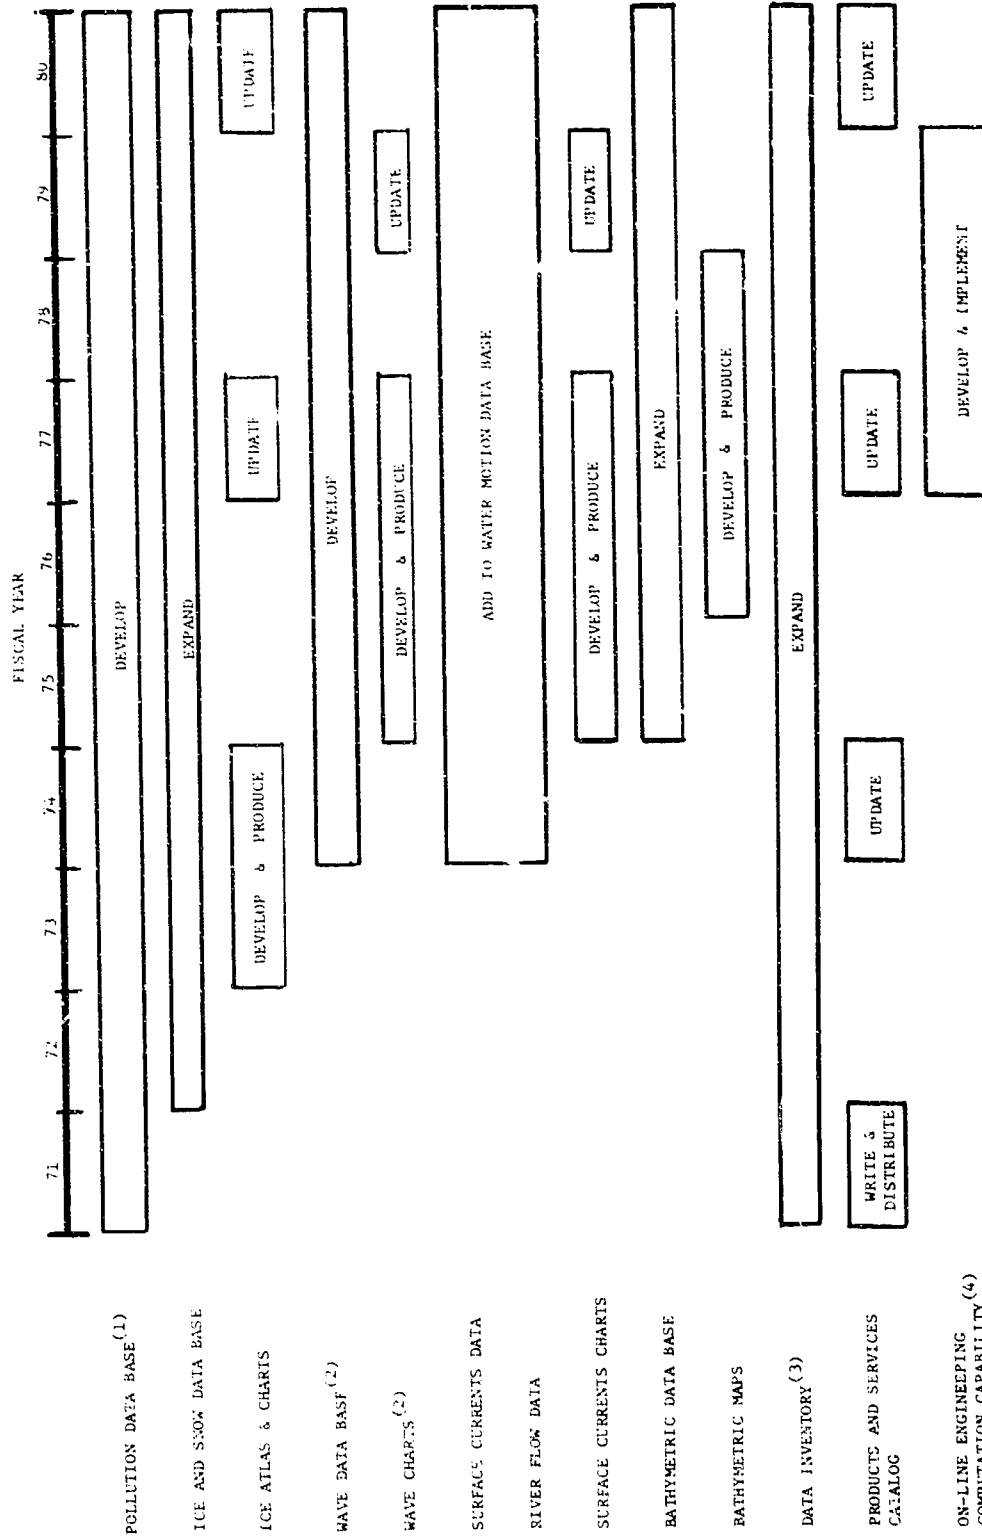 FISCAL YEAR
71 72 73 74 75 76 77 78 79 80
POLLUTION DATA BASE(1)
DEVELOP
ICE AND SNOW DATA BASE
EXPAND
ICE ATLAS & CHARTS
DEVELOP & PRODUCE
UPDATE
UPDATE
WAVE DATA BASE(2)
DEVELOP
WAVE CHARTS(2)
DEVELOP & PRODUCE
UPDATE
SURFACE CURRENTS DATA
ADD TO WATER MOTION DATA BASE
RIVER FLOW DATA
SURFACE CURRENTS CHARTS
DEVELOP & PRODUCE
UPDATE
BATHYMETRIC DATA BASE
EXPAND
BATHYMETRIC MAPS
DEVELOP & PRODUCE
DATA INVENTORY(3)
EXPAND
PRODUCTS AND SERVICES
CATALOG
WRITE &
DISTRIBUTE
UPDATE
UPDATE
UPDATE
ON-LINE ENGINEEPING
COMPUTATION CAPABILITY(4)
DEVELOP & IMPLEMENT